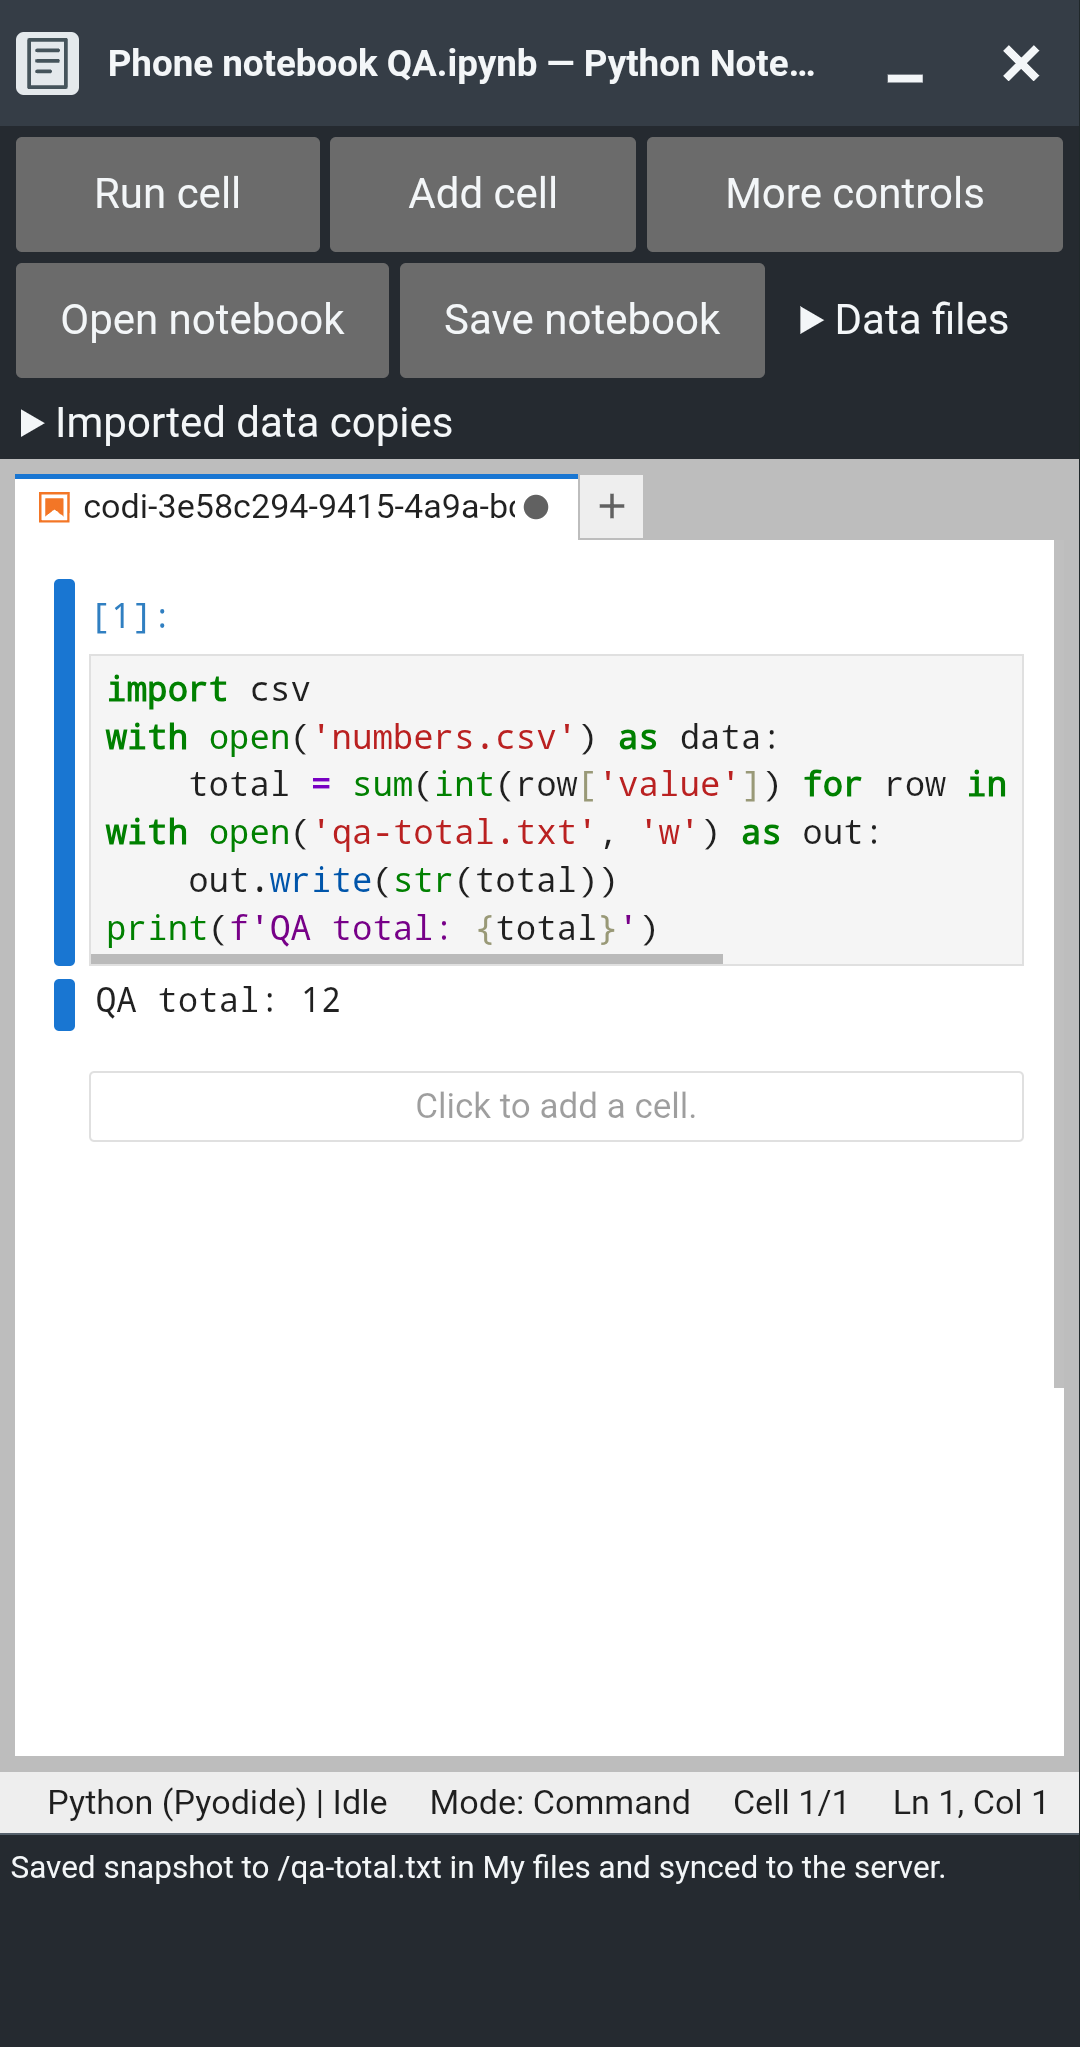 Phone notebook QA.ipynb — Python Note…
Run cell
Add cell
More controls
Open notebook
Save notebook
Data files
Imported data copies
codi-3e58c294-9415-4a9a-b
[1]:
import csv
with open('numbers.csv') as data:
    total = sum(int(row['value']) for row in
with open('qa-total.txt', 'w') as out:
    out.write(str(total))
print(f'QA total: {total}')
QA total: 12
Click to add a cell.
Python (Pyodide) | Idle
Mode: Command
Cell 1/1
Ln 1, Col 1
Saved snapshot to /qa-total.txt in My files and synced to the server.